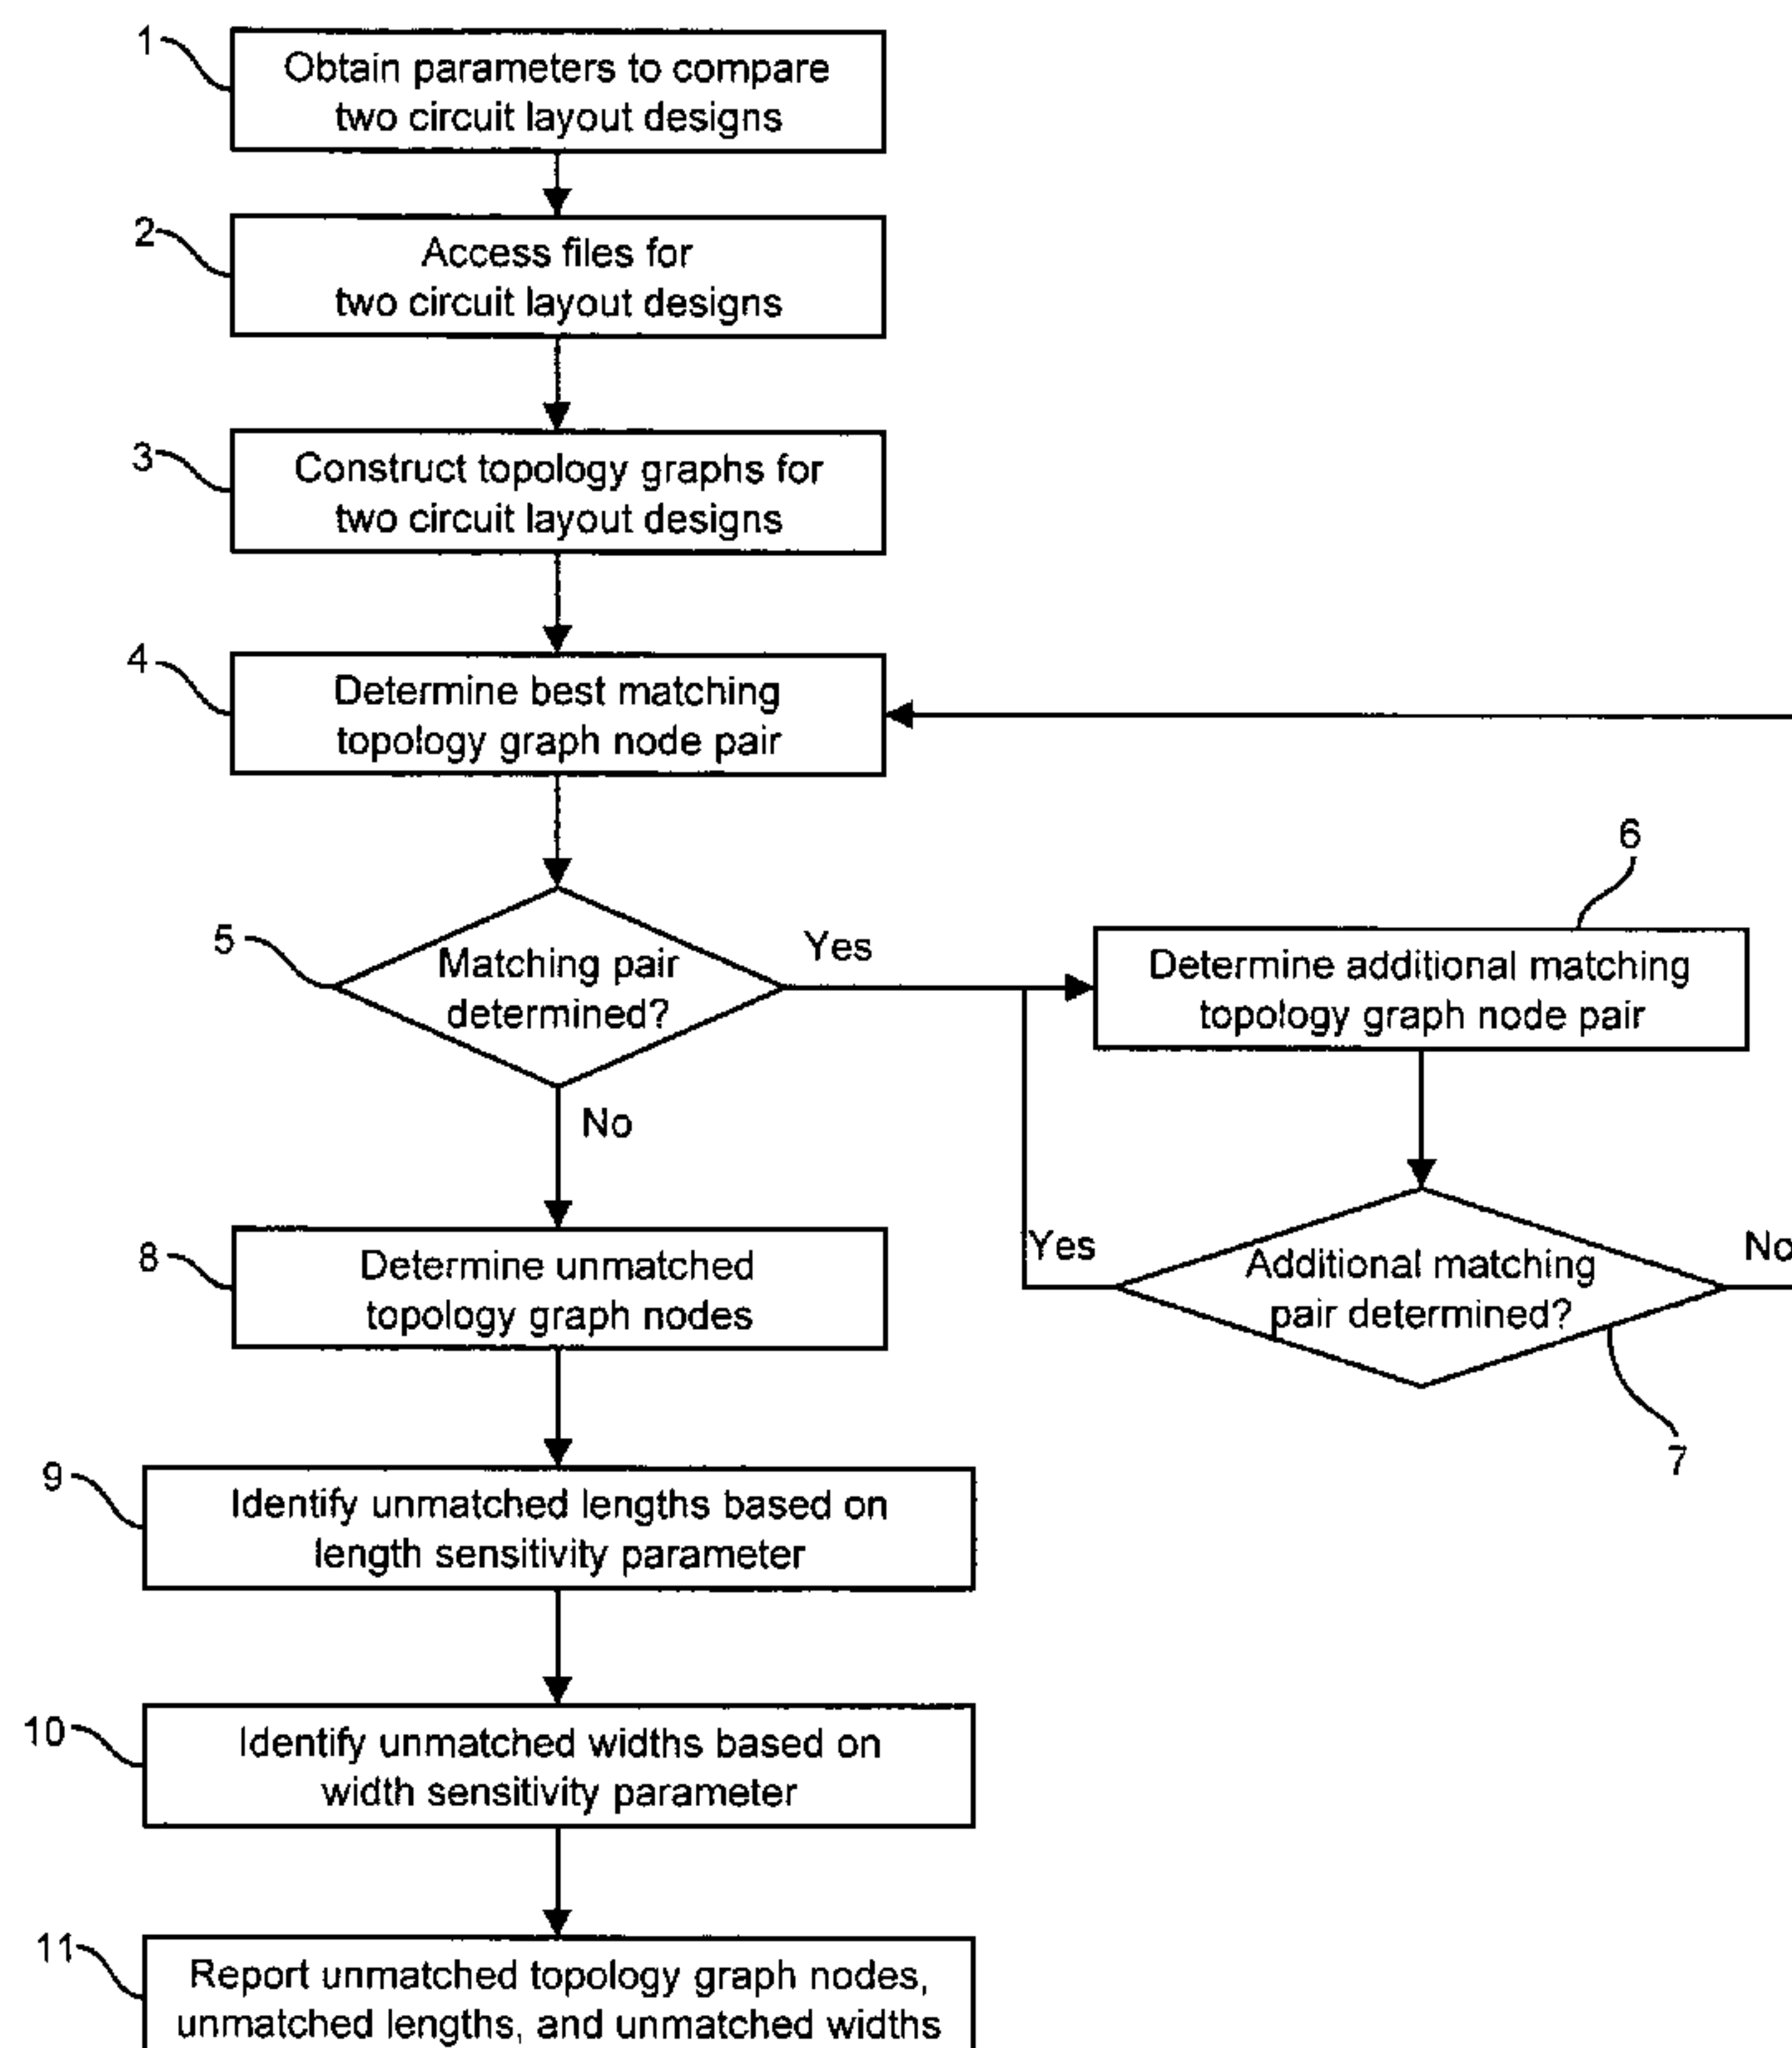 1
Obtain parameters to compare
two circuit layout designs
2
Access files for
two circuit layout designs
3
Construct topology graphs for
two circuit layout designs
4
Determine best matching
topology graph node pair
5
Matching pair
determined?
Yes
6
Determine additional matching
topology graph node pair
No
Yes
Additional matching
pair determined?
No
7
8
Determine unmatched
topology graph nodes
9
Identify unmatched lengths based on
length sensitivity parameter
10
Identify unmatched widths based on
width sensitivity parameter
11
Report unmatched topology graph nodes,
unmatched lengths, and unmatched widths